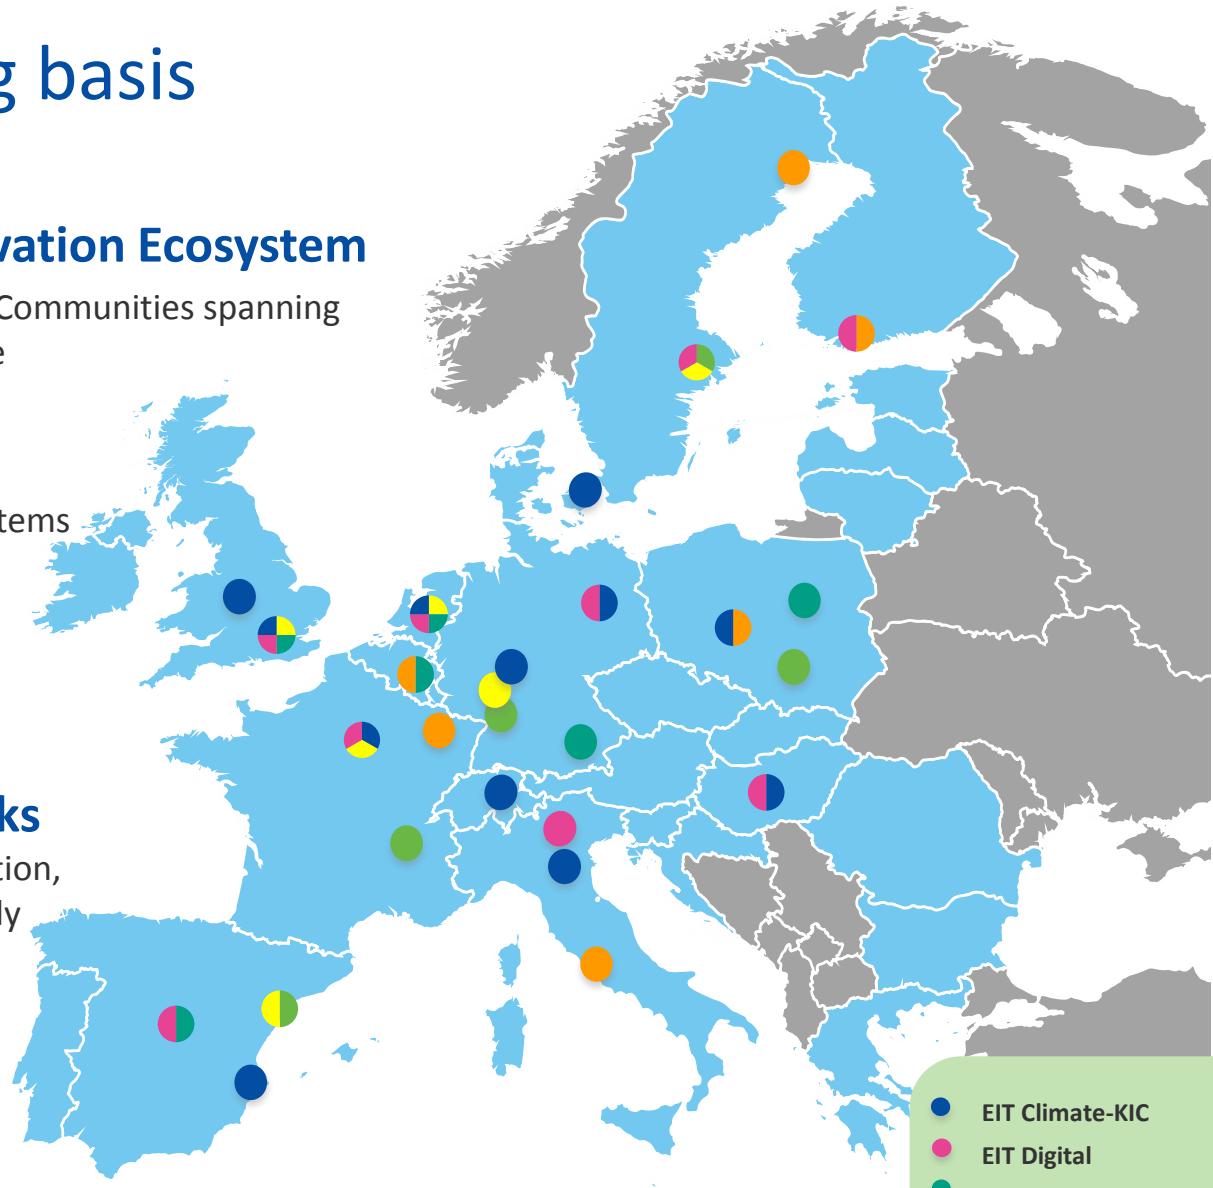 g basis
vation Ecosystem
Communities spanning
e
tems
ks
tion,
ly
EIT Climate-KIC
EIT Digital